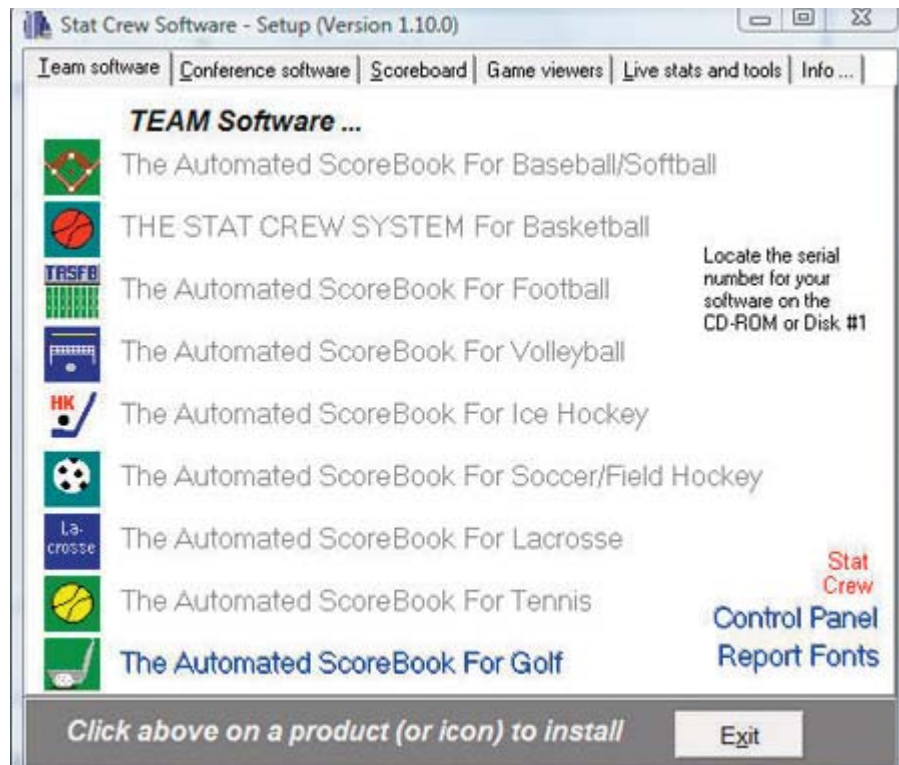 Stat Crew Software - Setup (Version 1.10.0)
Team software Conference software Scoreboard Game viewers Live stats and tools Info ...
TEAM Software ...
The Automated ScoreBook For Baseball/Softball
THE STAT CREW SYSTEM For Basketball
TASFB
The Automated ScoreBook For Football
The Automated ScoreBook For Volleyball
HK
The Automated ScoreBook For Ice Hockey
The Automated ScoreBook For Soccer/Field Hockey
La-
crosse
The Automated ScoreBook For Lacrosse
The Automated ScoreBook For Tennis
The Automated ScoreBook For Golf
Locate the serial
number for your
software on the
CD-ROM or Disk #1
Stat
Crew
Control Panel
Report Fonts
Click above on a product (or icon) to install
Exit